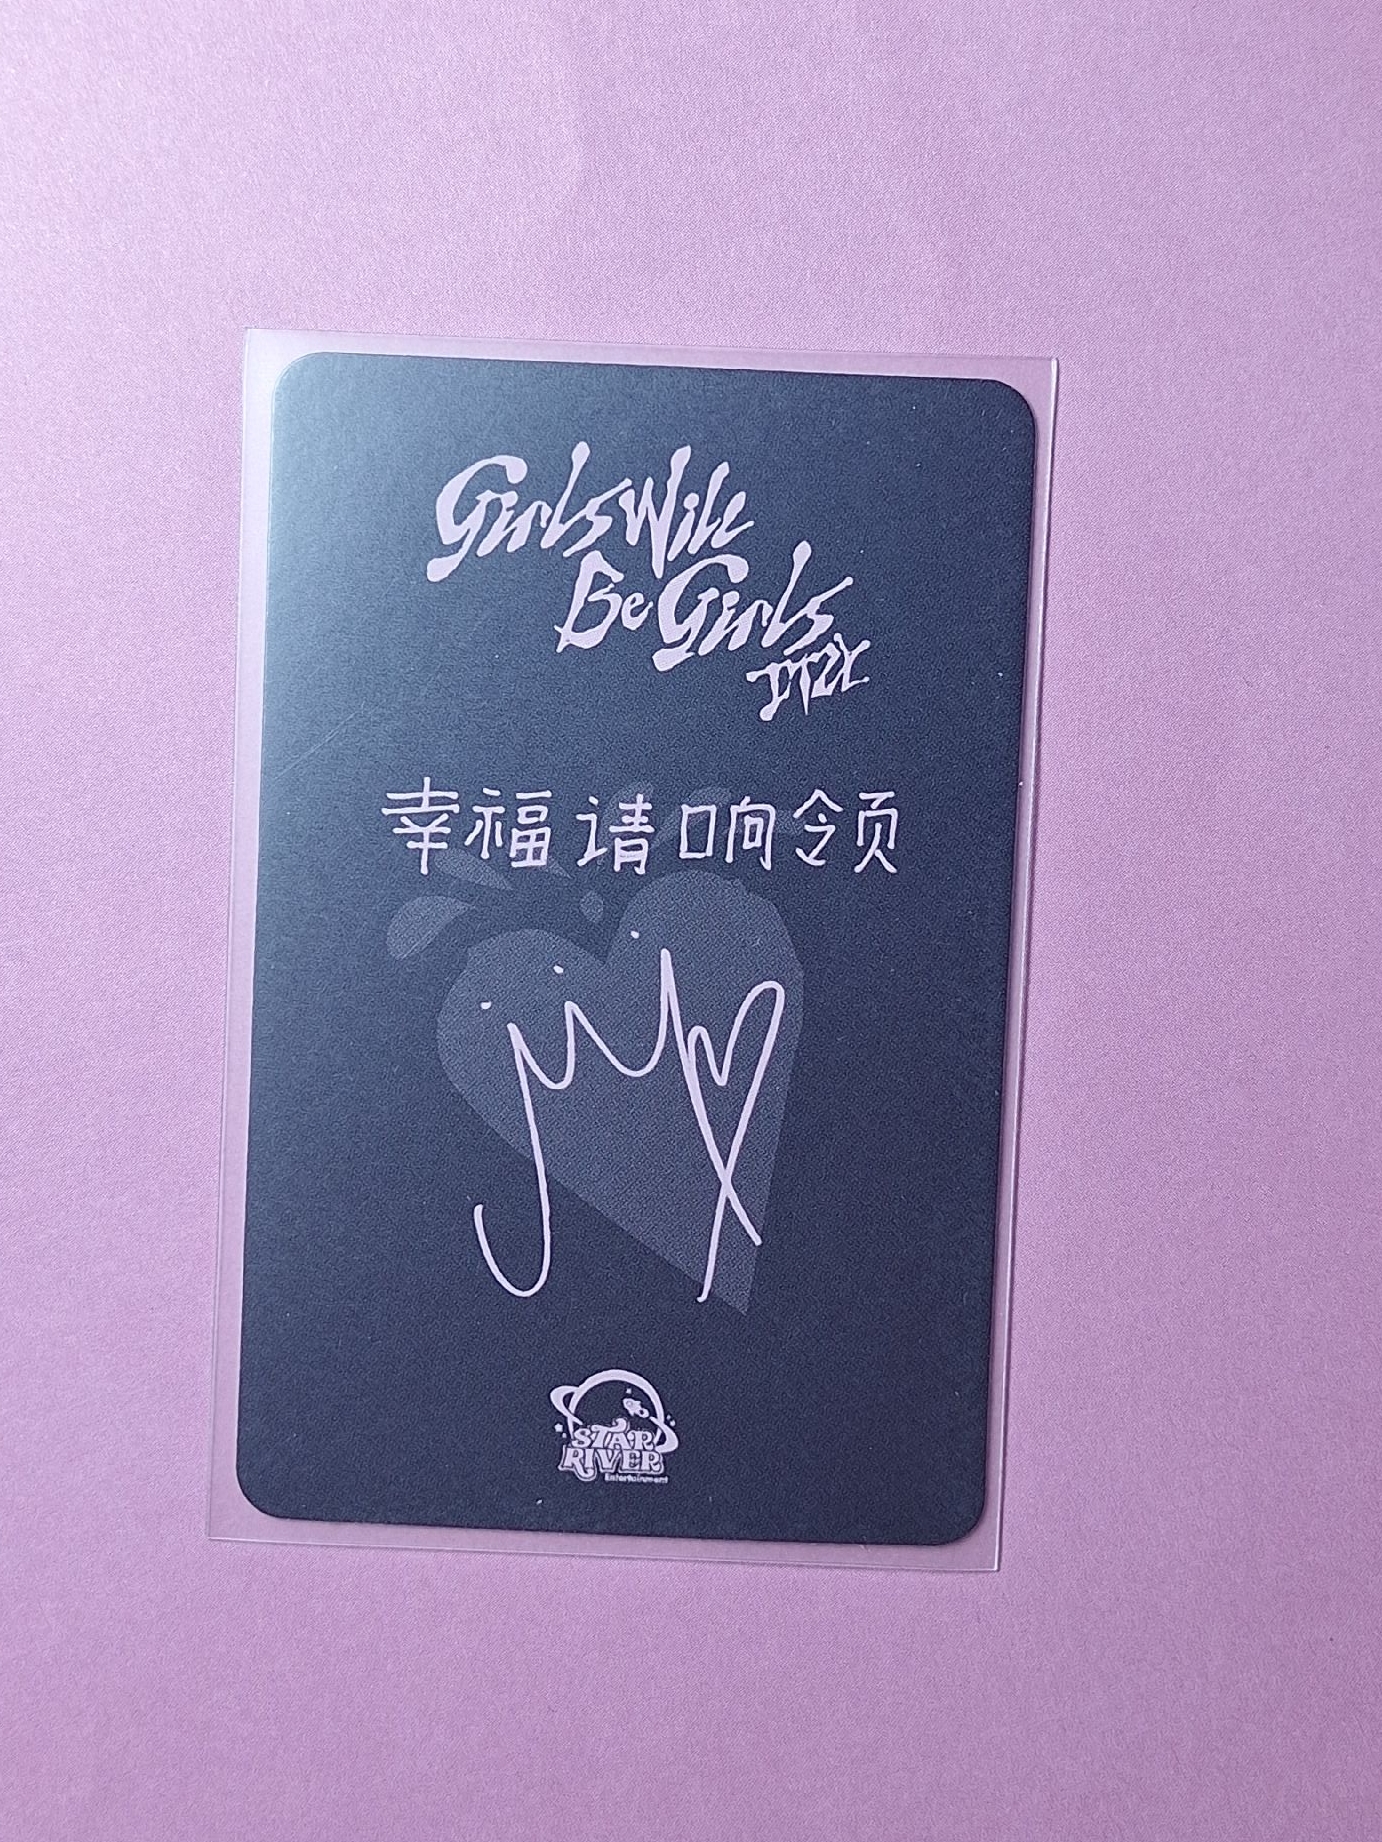 Girls Will
Be Girls
ITZY
幸福请响领
STAR
RIVER
Entertainment